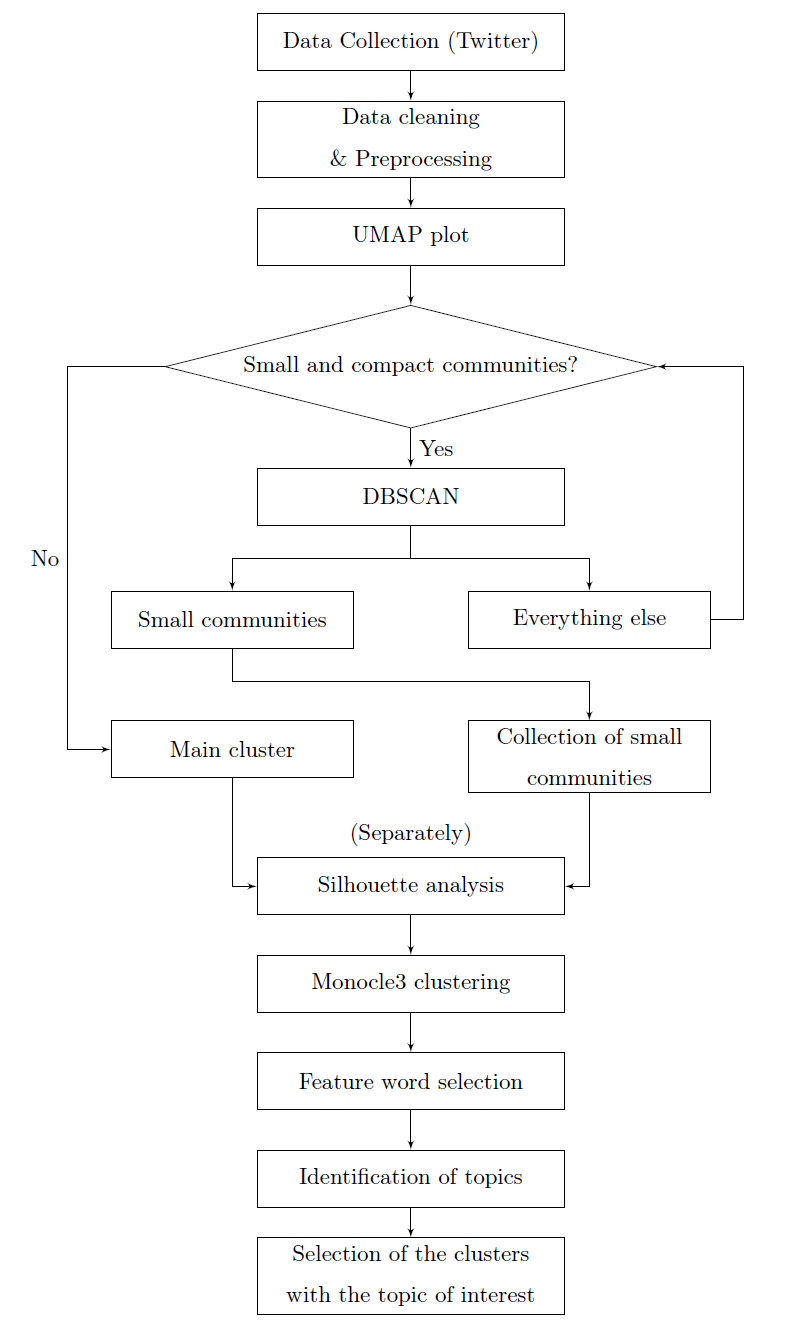 Data Collection (Twitter)
Data cleaning
& Preprocessing
UMAP plot
Small and compact communities?
Yes
DBSCAN
No
Small communities
Everything else
Main cluster
Collection of small
communities
(Separately)
Silhouette analysis
Monocle3 clustering
Feature word selection
Identification of topics
Selection of the clusters
with the topic of interest